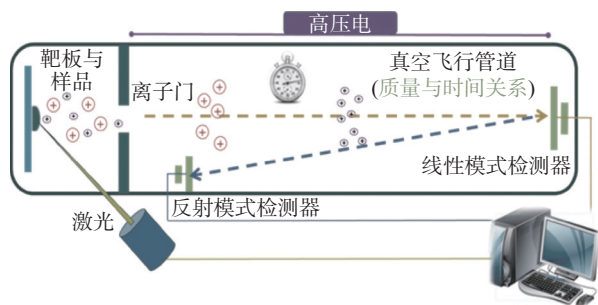 高压电
靶板与
样品
离子门
真空飞行管道
(质量与时间关系)
线性模式检测器
反射模式检测器
激光